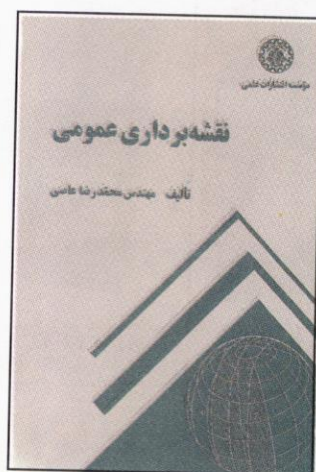 مؤسسه انتشارات علمی
نقشه‌برداری عمومی
تألیف مهندس محمدرضا عاصی